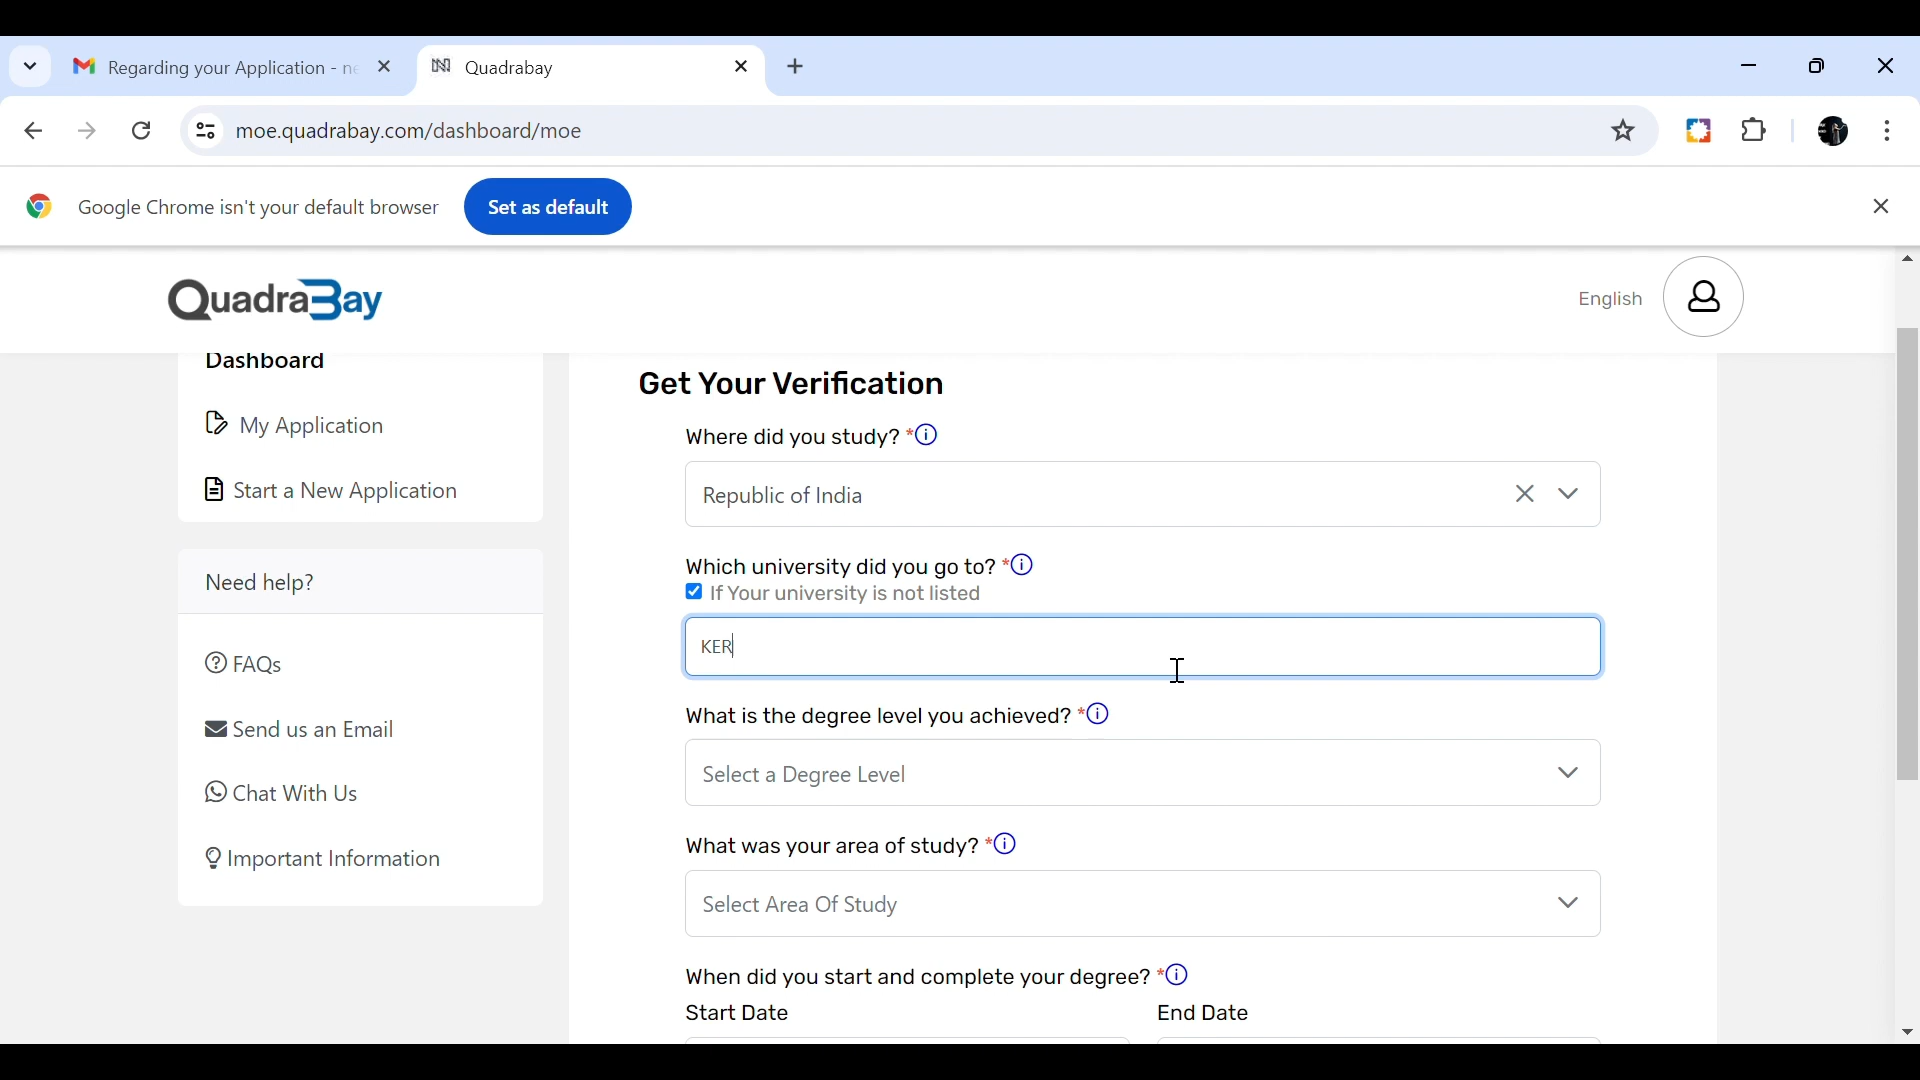 Regarding your Application - ne
Quadrabay
moe.quadrabay.com/dashboard/moe
Google Chrome isn't your default browser
Set as default
QuadraBay
English
Dashboard
My Application
Start a New Application
Need help?
FAQs
Send us an Email
Chat With Us
Important Information
Get Your Verification
Where did you study? *
Republic of India
Which university did you go to? *
If Your university is not listed
KER
What is the degree level you achieved? *
Select a Degree Level
What was your area of study? *
Select Area Of Study
When did you start and complete your degree? *
Start Date End Date